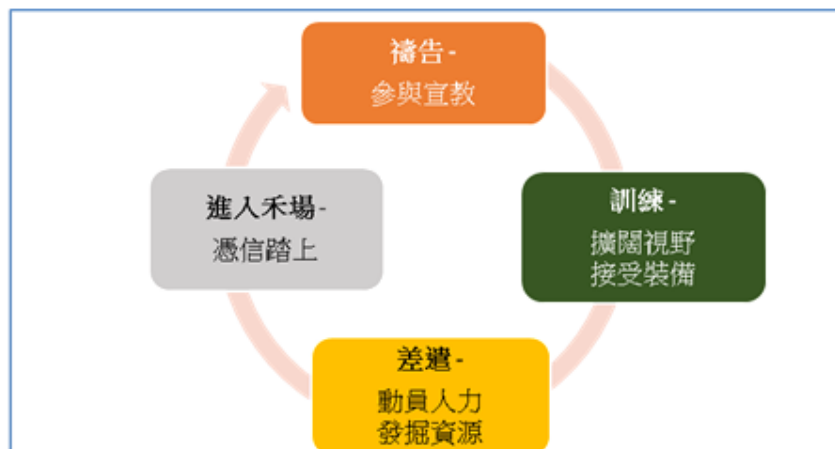 禱告-
參與宣教
訓練-
擴闊視野
接受裝備
差遣-
動員人力
發掘資源
進入禾場-
憑信踏上